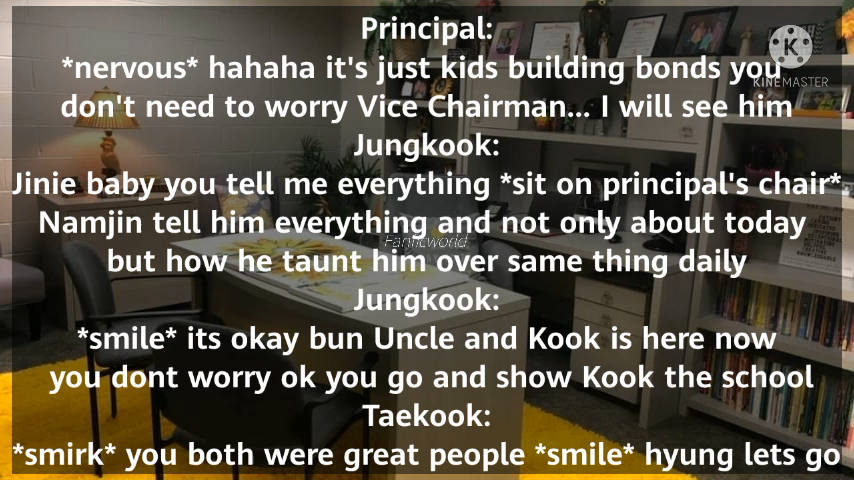 Principal:
*nervous* hahaha it's just kids building bonds you
don't need to worry Vice Chairman... I will see him
Jungkook:
Jinie baby you tell me everything *sit on principal's chair*
Namjin tell him everything and not only about today
but how he taunt him over same thing daily
Jungkook:
*smile* its okay bun Uncle and Kook is here now
you dont worry ok you go and show Kook the school
Taekook:
*smirk* you both were great people *smile* hyung lets go
K
KINEMASTER
Fanficworld